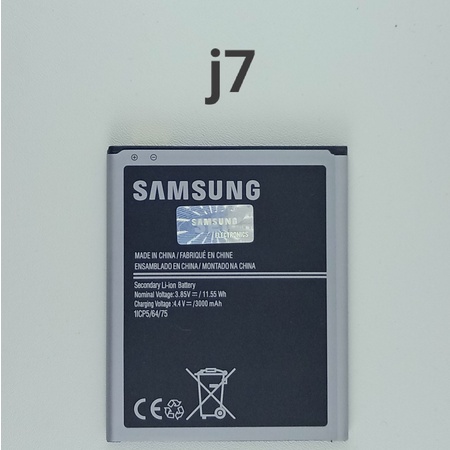 j7
SAMSUNG
SAMSUNG
ELECTRONICS
MADE IN CHINA / FABRIQUÉ EN CHINE
ENSAMBLADO EN CHINA / MONTADO NA CHINA
Secondary Li-ion Battery
Nominal Voltage: 3.85V⎓ / 11.55 Wh
Charging Voltage : 4.4 V⎓ /3000 mAh
1ICP5/64/75
CE